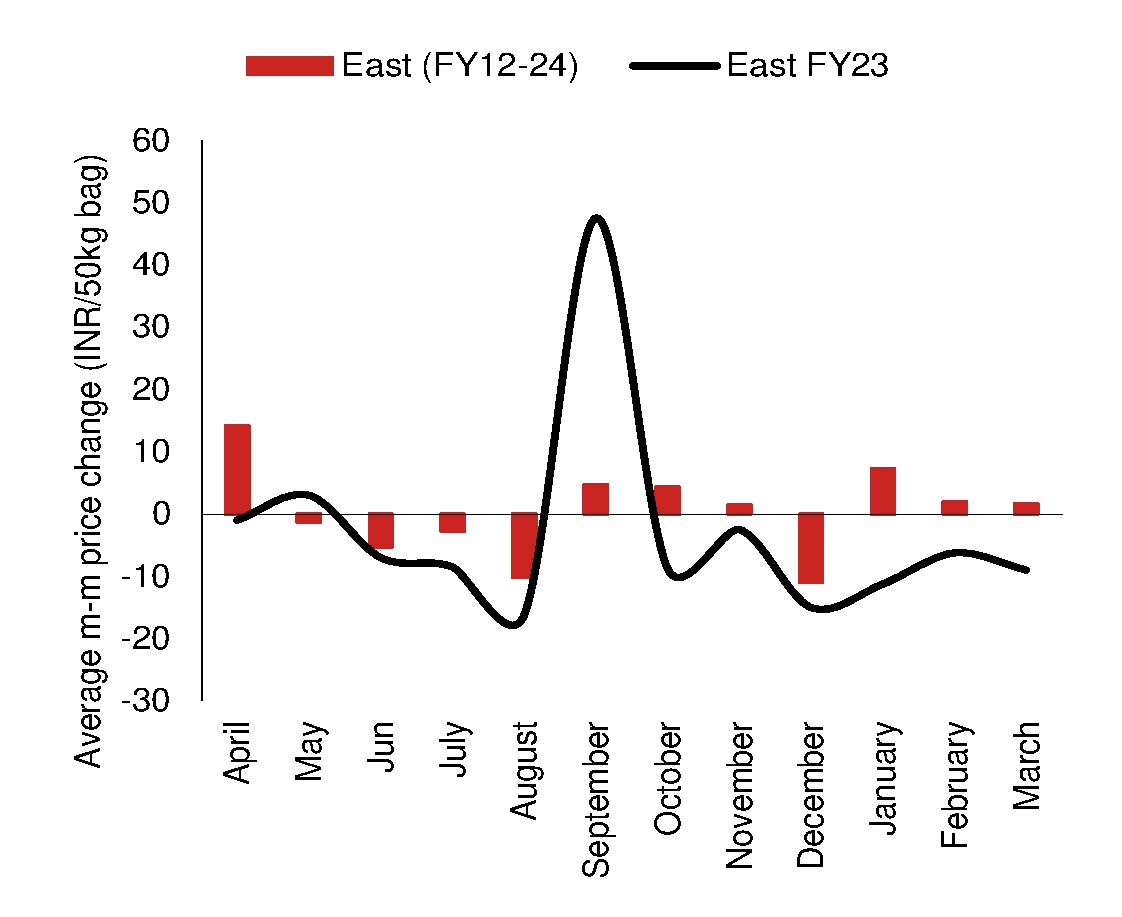 East (FY12-24) East FY23
Average m-m price change (INR/50kg bag)
60
50
40
30
20
10
0
-10
-20
-30
April
May
Jun
July
August
September
October
November
December
January
February
March